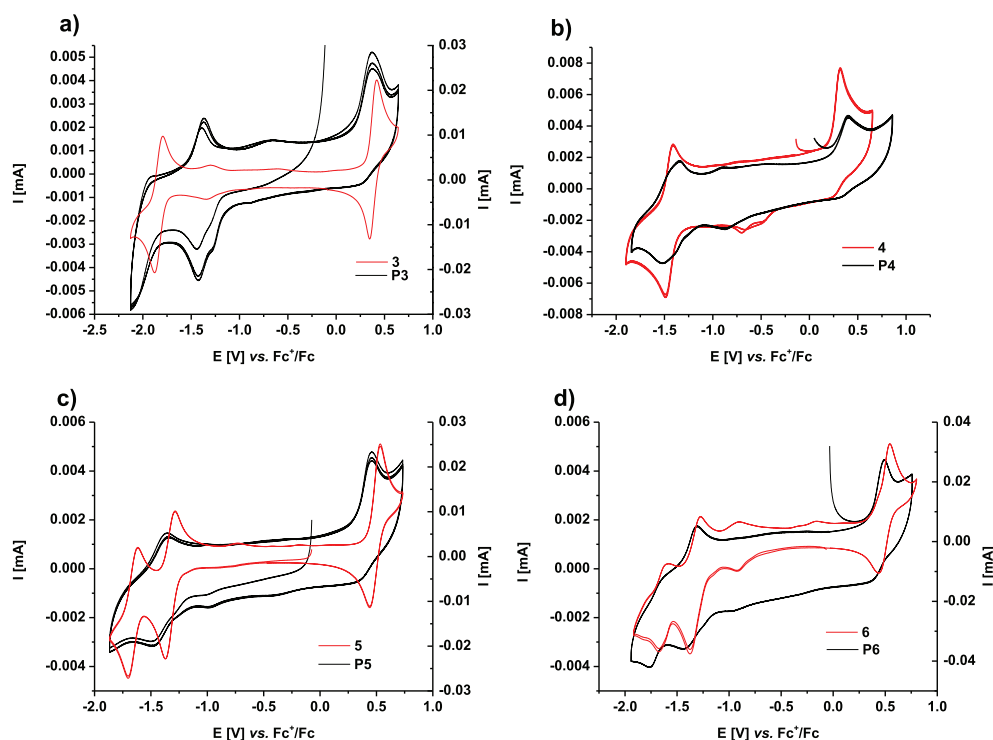 a)
0.005
0.004
0.003
0.002
0.001
0.000
-0.001
-0.002
-0.003
-0.004
-0.005
-0.006
I [mA]
0.03
0.02
0.01
0.00
-0.01
-0.02
-0.03
I [mA]
3
P3
-2.5 -2.0 -1.5 -1.0 -0.5 0.0 0.5 1.0
E [V] vs. Fc⁺/Fc
b)
0.010
0.008
0.006
0.004
0.002
0.000
-0.002
-0.004
-0.006
-0.008
I [mA]
4
P4
-2.0 -1.5 -1.0 -0.5 0.0 0.5 1.0
E [V] vs. Fc⁺/Fc
c)
0.006
0.004
0.002
0.000
-0.002
-0.004
I [mA]
0.03
0.02
0.01
0.00
-0.01
-0.02
-0.03
I [mA]
5
P5
-2.0 -1.5 -1.0 -0.5 0.0 0.5 1.0
E [V] vs. Fc⁺/Fc
d)
0.006
0.004
0.002
0.000
-0.002
-0.004
I [mA]
0.04
0.02
0.00
-0.02
-0.04
I [mA]
6
P6
-2.0 -1.5 -1.0 -0.5 0.0 0.5 1.0
E [V] vs. Fc⁺/Fc